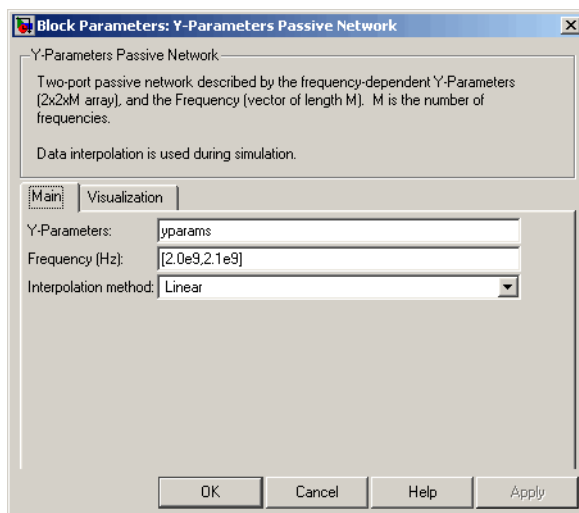 Block Parameters: Y-Parameters Passive Network
Y-Parameters Passive Network
Two-port passive network described by the frequency-dependent Y-Parameters
(2x2xM array), and the Frequency (vector of length M). M is the number of
frequencies.
Data interpolation is used during simulation.
Main Visualization
Y-Parameters: yparams
Frequency (Hz): [2.0e9,2.1e9]
Interpolation method: Linear
OK Cancel Help Apply